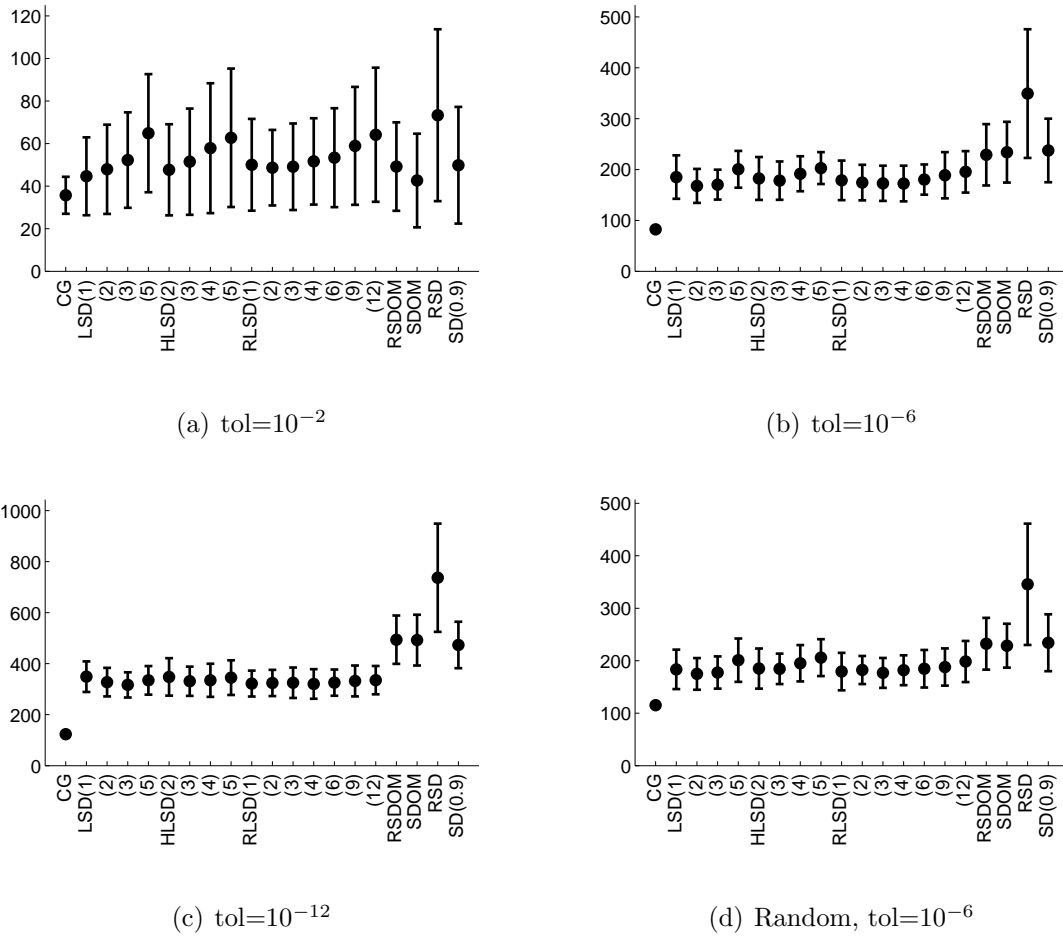 120
100
80
60
40
20
0
CG
LSD(1)
(2)
(3)
(5)
HLSD(2)
(3)
(4)
(5)
RLSD(1)
(2)
(3)
(4)
(6)
(9)
(12)
RSDOM
SDOM
RSD
SD(0.9)
(a) tol=10⁻²
500
400
300
200
100
0
CG
LSD(1)
(2)
(3)
(5)
HLSD(2)
(3)
(4)
(5)
RLSD(1)
(2)
(3)
(4)
(6)
(9)
(12)
RSDOM
SDOM
RSD
SD(0.9)
(b) tol=10⁻⁶
1000
800
600
400
200
0
CG
LSD(1)
(2)
(3)
(5)
HLSD(2)
(3)
(4)
(5)
RLSD(1)
(2)
(3)
(4)
(6)
(9)
(12)
RSDOM
SDOM
RSD
SD(0.9)
(c) tol=10⁻¹²
500
400
300
200
100
0
CG
LSD(1)
(2)
(3)
(5)
HLSD(2)
(3)
(4)
(5)
RLSD(1)
(2)
(3)
(4)
(6)
(9)
(12)
RSDOM
SDOM
RSD
SD(0.9)
(d) Random, tol=10⁻⁶